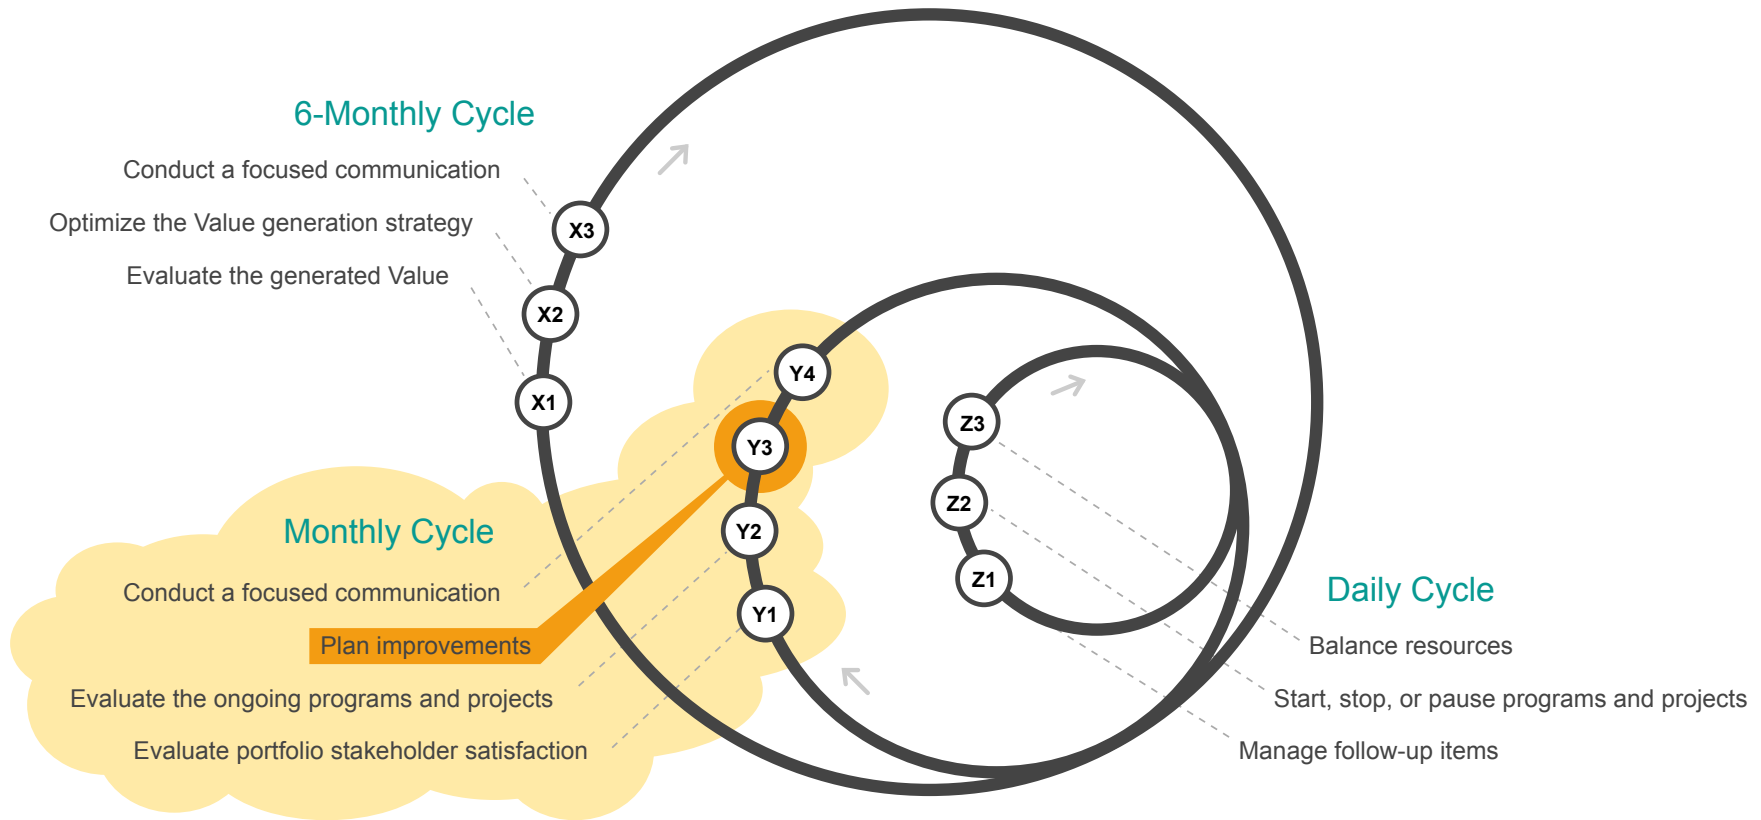 6-Monthly Cycle
Conduct a focused communication
Optimize the Value generation strategy
Evaluate the generated Value
X3
X2
X1
Monthly Cycle
Conduct a focused communication
Plan improvements
Evaluate the ongoing programs and projects
Evaluate portfolio stakeholder satisfaction
Y4
Y3
Y2
Y1
Z3
Z2
Z1
Daily Cycle
Balance resources
Start, stop, or pause programs and projects
Manage follow-up items